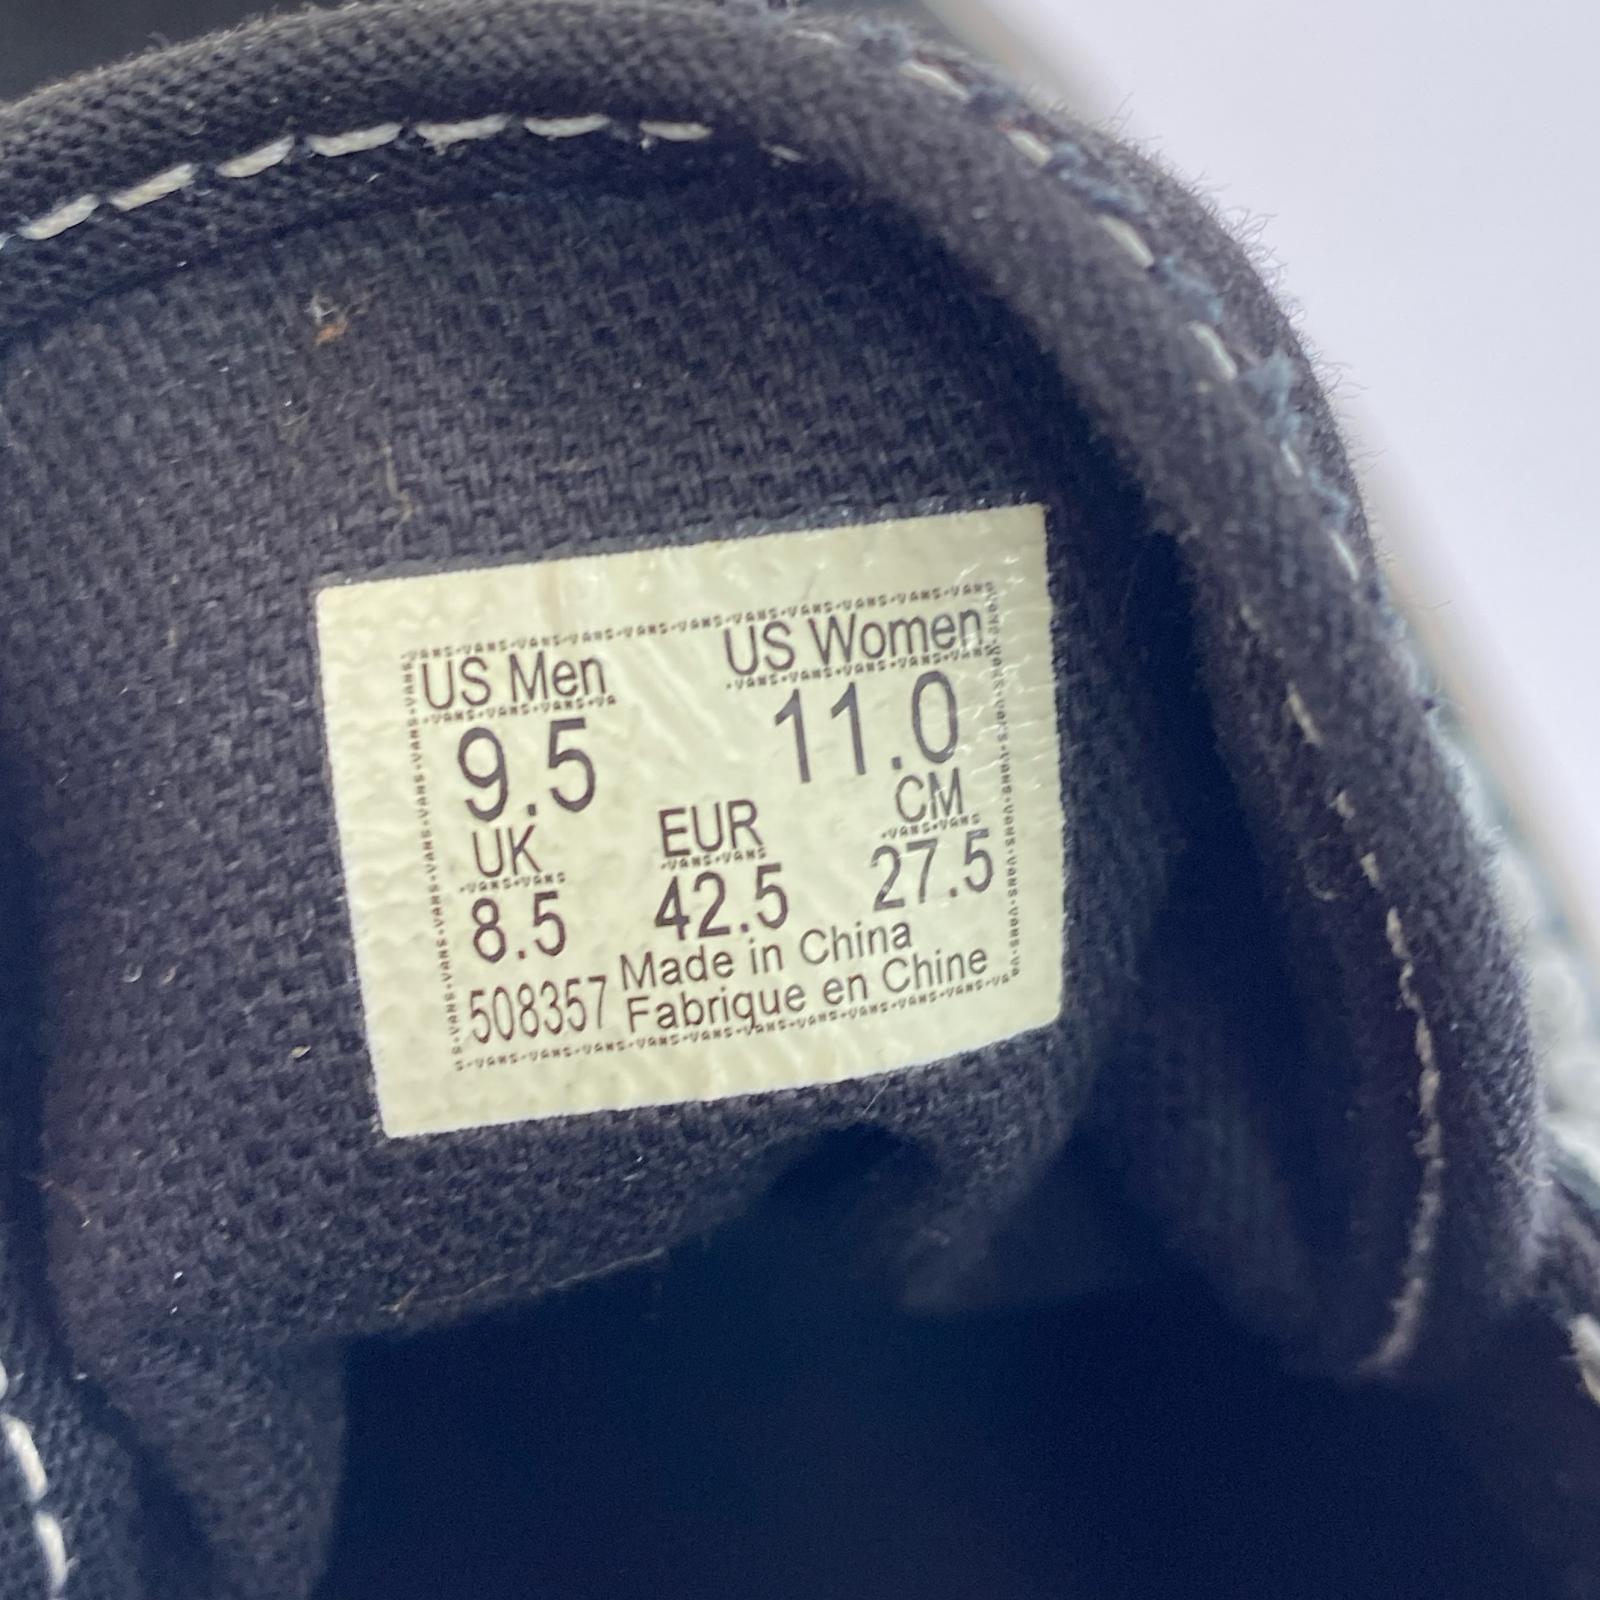 US Men US Women
9.5 11.0
UK EUR CM
8.5 42.5 27.5
508357 Made in China
Fabrique en Chine